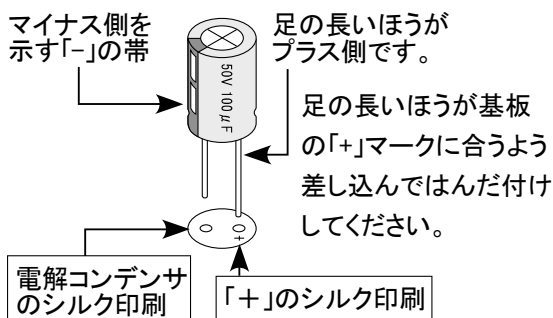 マイナス側を
示す「−」の帯
足の長いほうが
プラス側です。
50V 100μF
足の長いほうが基板
の「+」マークに合うよう
差し込んではんだ付け
してください。
+
電解コンデンサ
のシルク印刷
「＋」のシルク印刷